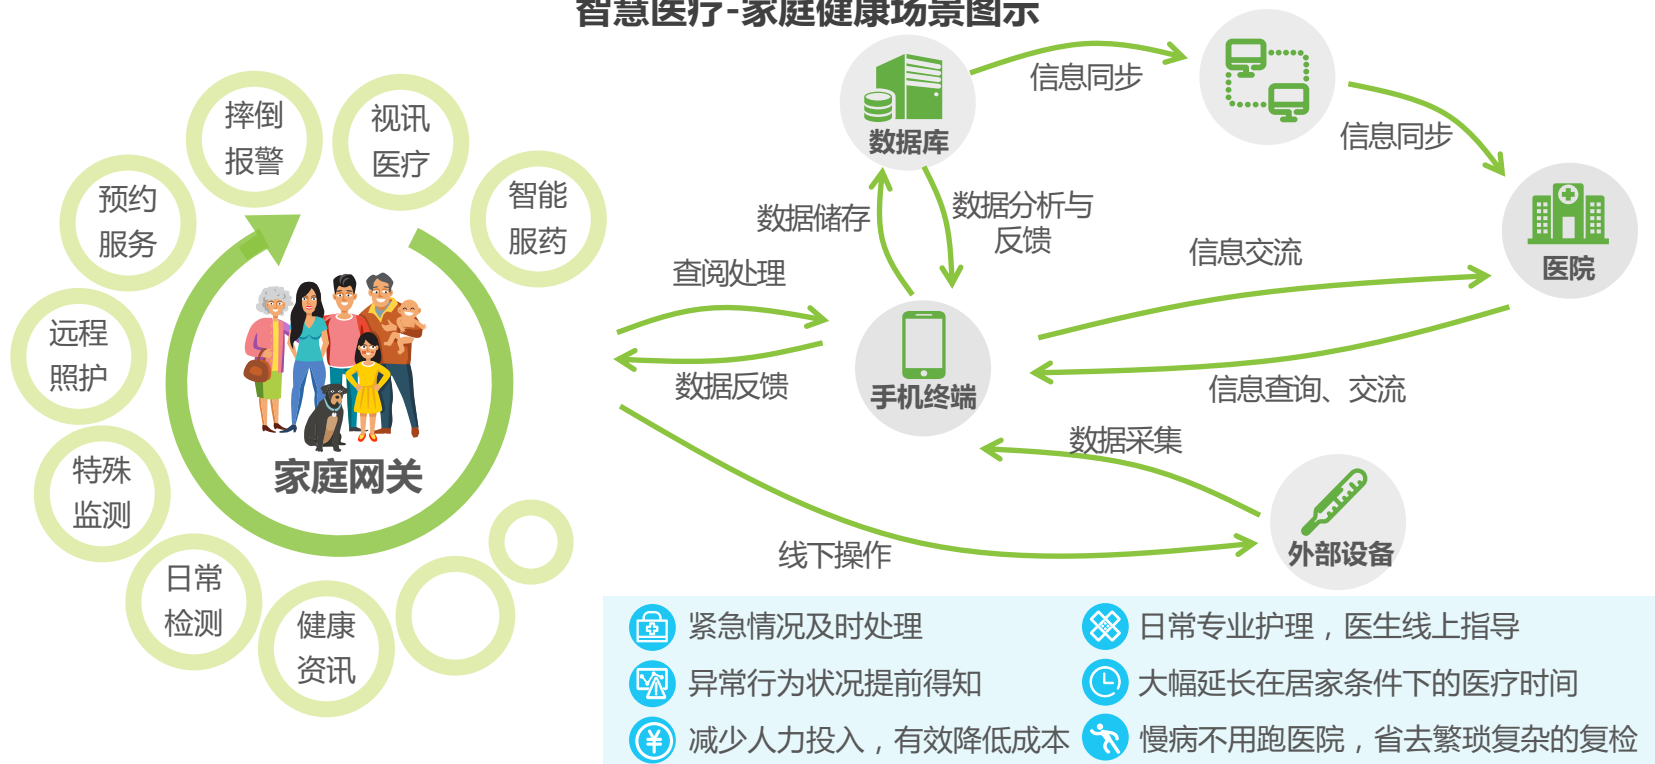 智慧医疗-家庭健康场景图示
摔倒
报警
视讯
医疗
智能
服药
预约
服务
远程
照护
特殊
监测
日常
检测
健康
资讯
家庭网关
数据库
信息同步
信息同步
医院
数据储存
数据分析与
反馈
查阅处理
数据反馈
手机终端
信息交流
信息查询、交流
数据采集
线下操作
外部设备
紧急情况及时处理
日常专业护理，医生线上指导
异常行为状况提前得知
大幅延长在居家条件下的医疗时间
减少人力投入，有效降低成本
慢病不用跑医院，省去繁琐复杂的复检